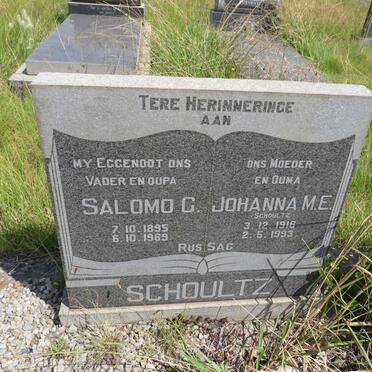 TERE HERINNERINGE
AAN
MY EGGENOOT ONS
VADER EN OUPA
SALOMO C.
7.10.1895
6.10.1969
ONS MOEDER
EN OUMA
JOHANNA M.E.
(SCHOULTZ)
3.12.1916
2.5.1993
RUS SAG
SCHOULTZ